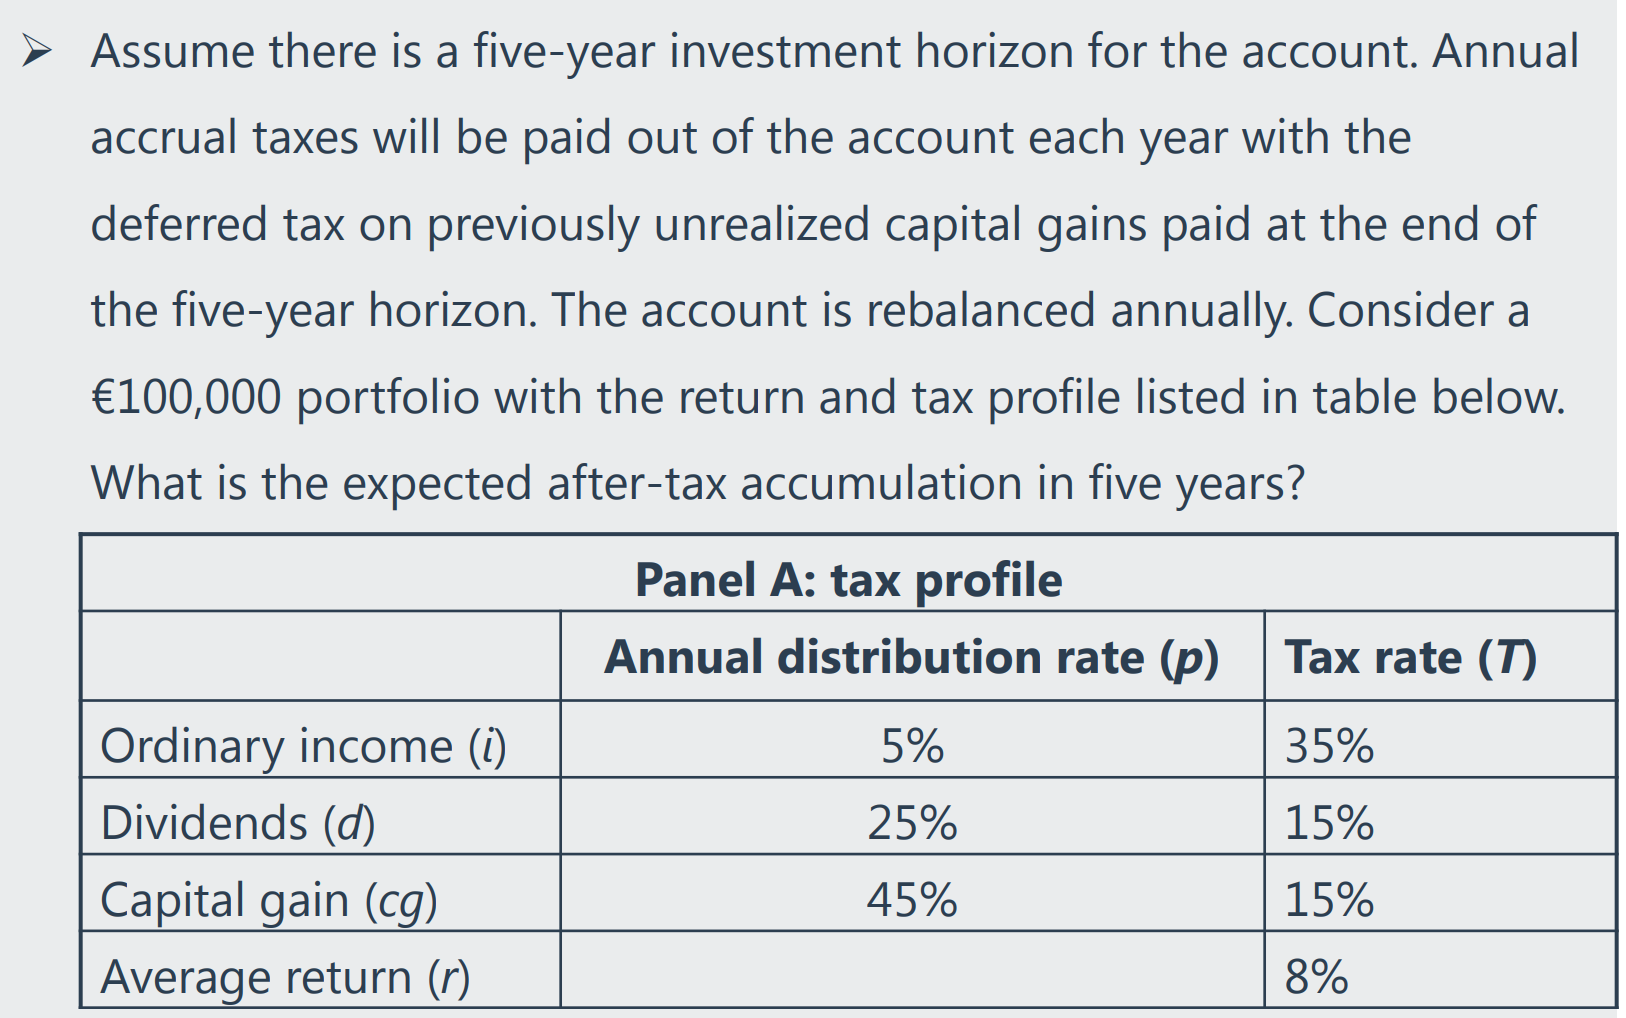 ➢ Assume there is a five-year investment horizon for the account. Annual
accrual taxes will be paid out of the account each year with the
deferred tax on previously unrealized capital gains paid at the end of
the five-year horizon. The account is rebalanced annually. Consider a
€100,000 portfolio with the return and tax profile listed in table below.
What is the expected after-tax accumulation in five years?
Panel A: tax profile
Annual distribution rate (p) Tax rate (T)
Ordinary income (i) 5% 35%
Dividends (d) 25% 15%
Capital gain (cg) 45% 15%
Average return (r) 8%